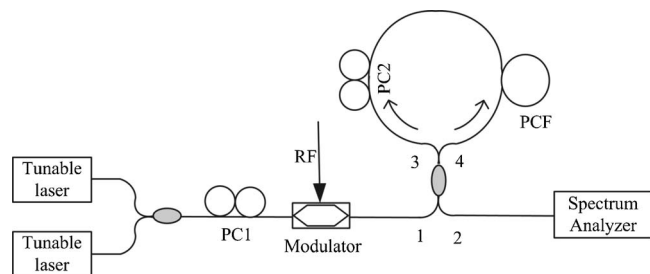 PC2
PCF
3
4
RF
Tunable
laser
PC1
Modulator
1
2
Spectrum
Analyzer
Tunable
laser